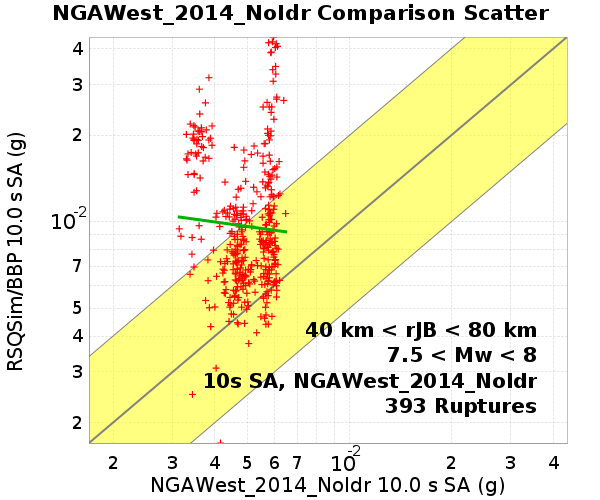 NGAWest_2014_NoIdr Comparison Scatter
RSQSim/BBP 10.0 s SA (g)
4
3
2
10-2
7
5
4
3
2
40 km < rJB < 80 km
7.5 < Mw < 8
10s SA, NGAWest_2014_NoIdr
393 Ruptures
2 3 4 5 6 7 10-2 2 3 4
NGAWest_2014_NoIdr 10.0 s SA (g)